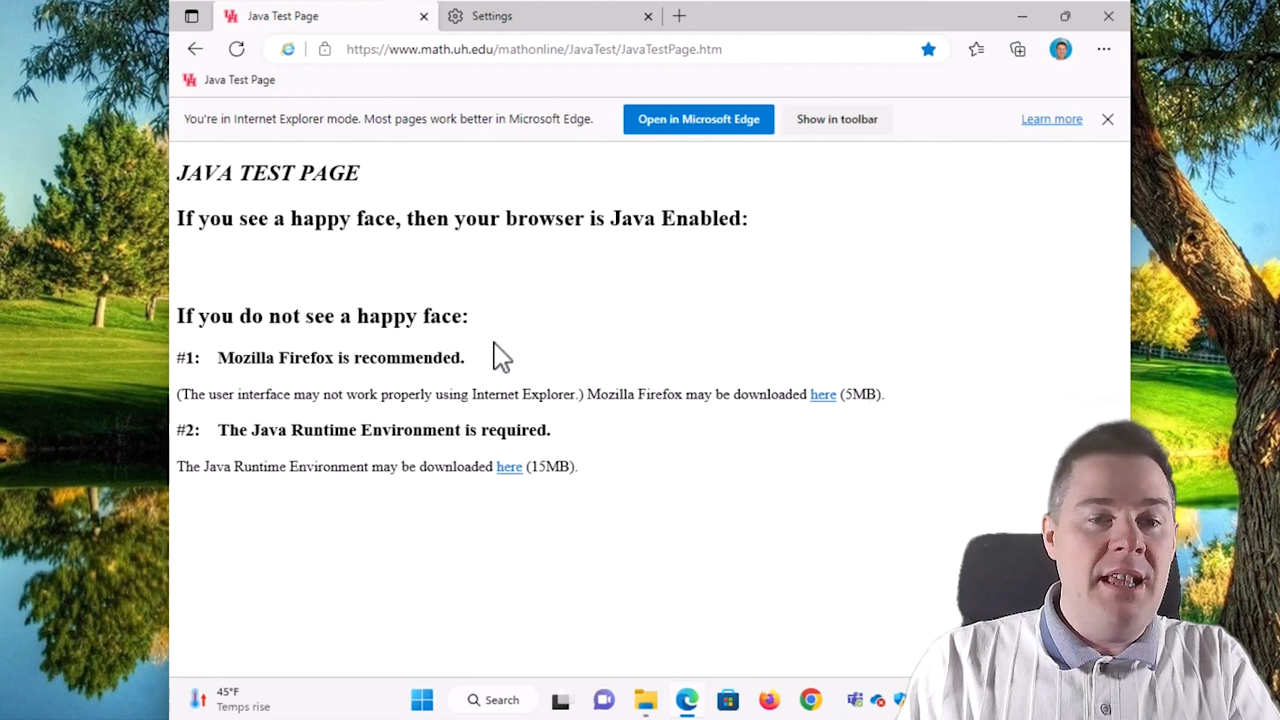 Java Test Page
Settings
https://www.math.uh.edu/mathonline/JavaTest/JavaTestPage.htm
Java Test Page
You're in Internet Explorer mode. Most pages work better in Microsoft Edge.
Open in Microsoft Edge
Show in toolbar
Learn more
JAVA TEST PAGE
If you see a happy face, then your browser is Java Enabled:
If you do not see a happy face:
#1: Mozilla Firefox is recommended.
(The user interface may not work properly using Internet Explorer.) Mozilla Firefox may be downloaded here (5MB).
#2: The Java Runtime Environment is required.
The Java Runtime Environment may be downloaded here (15MB).
45°F
Temps rise
Search